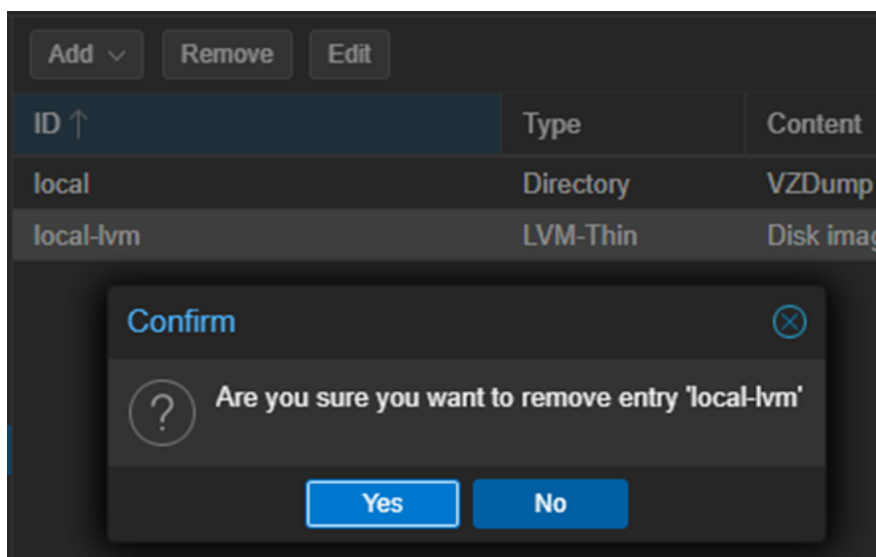 Add Remove Edit
ID Type Content
local Directory VZDump
local-lvm LVM-Thin Disk
Confirm
Are you sure you want to remove entry 'local-lvm'
Yes No